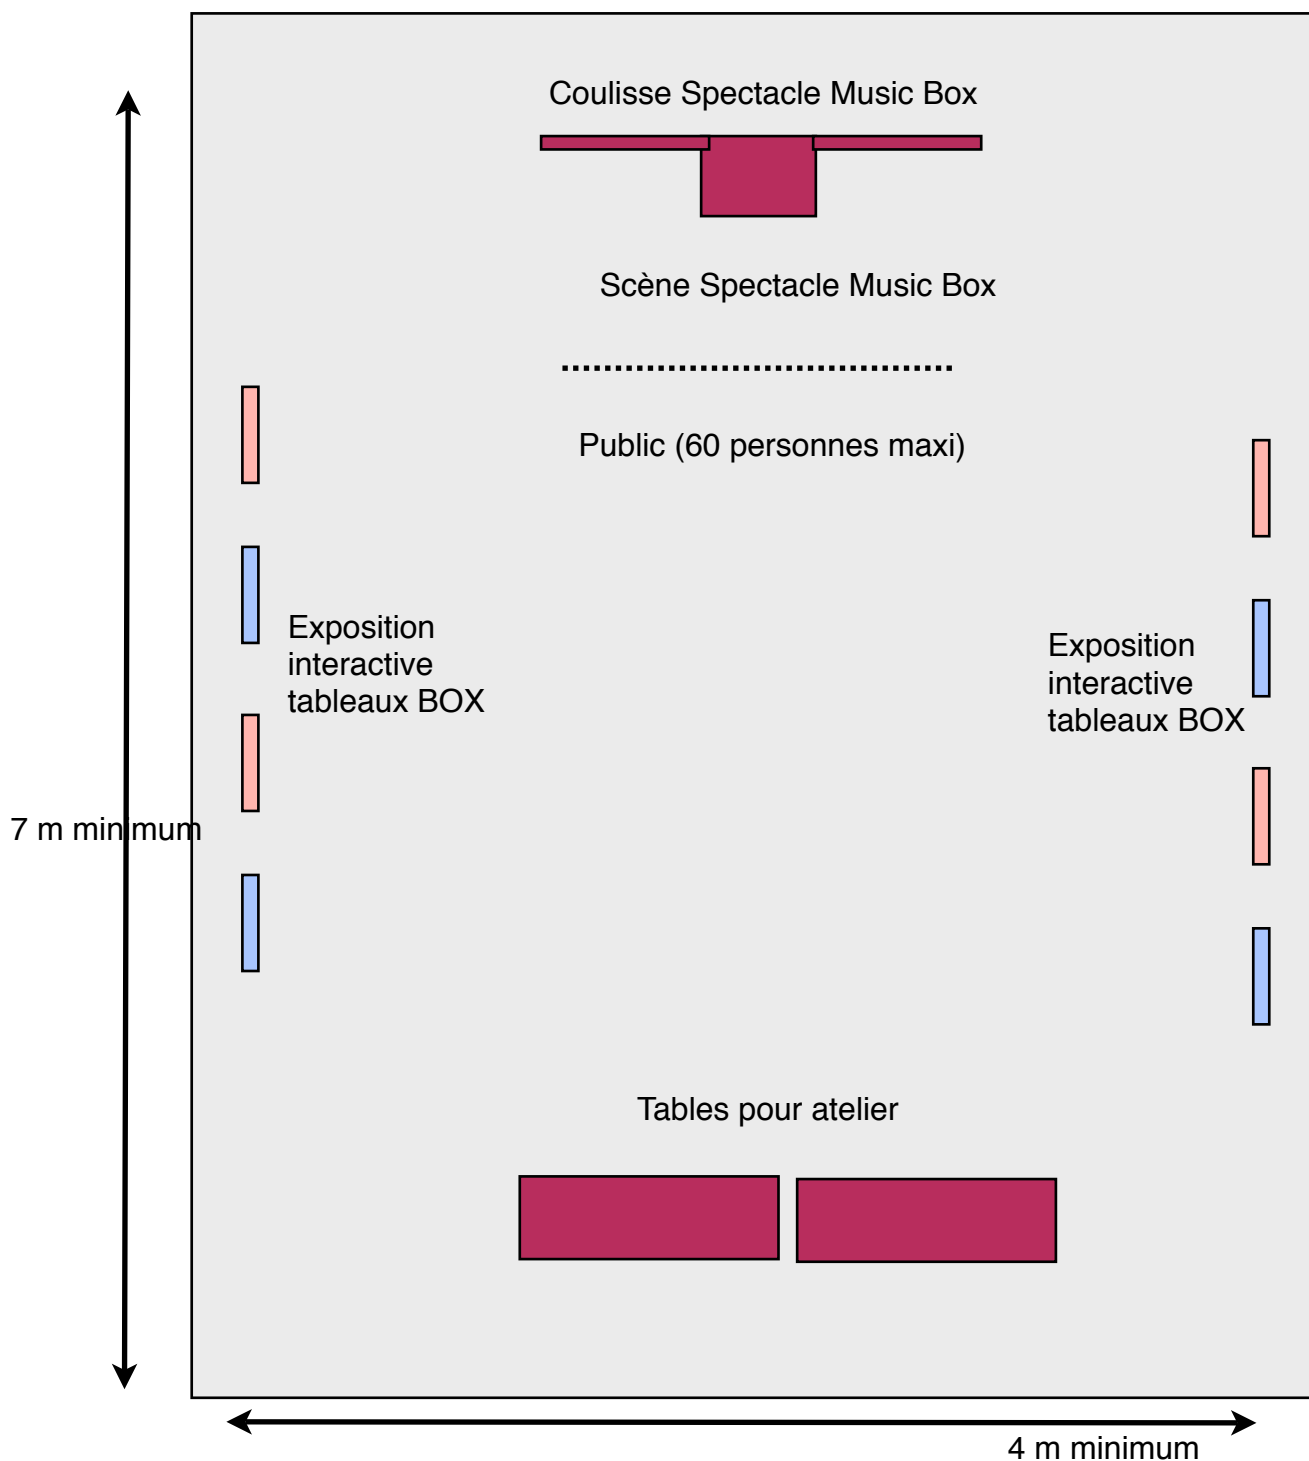 Coulisse Spectacle Music Box
Scène Spectacle Music Box
Public (60 personnes maxi)
Exposition
interactive
tableaux BOX
Exposition
interactive
tableaux BOX
7 m minimum
Tables pour atelier
4 m minimum